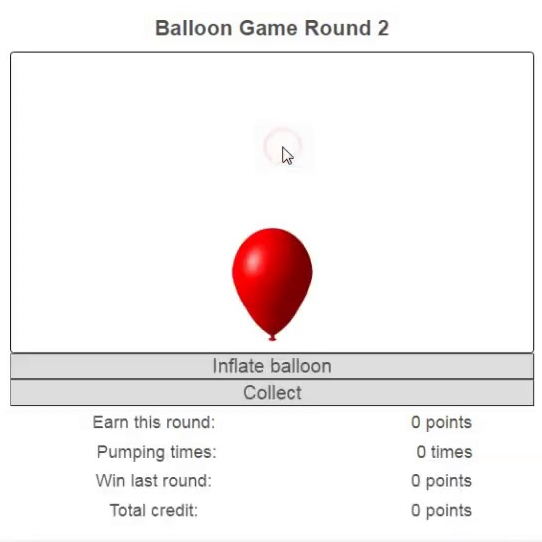 Balloon Game Round 2
Inflate balloon
Collect
Earn this round: 0 points
Pumping times: 0 times
Win last round: 0 points
Total credit: 0 points